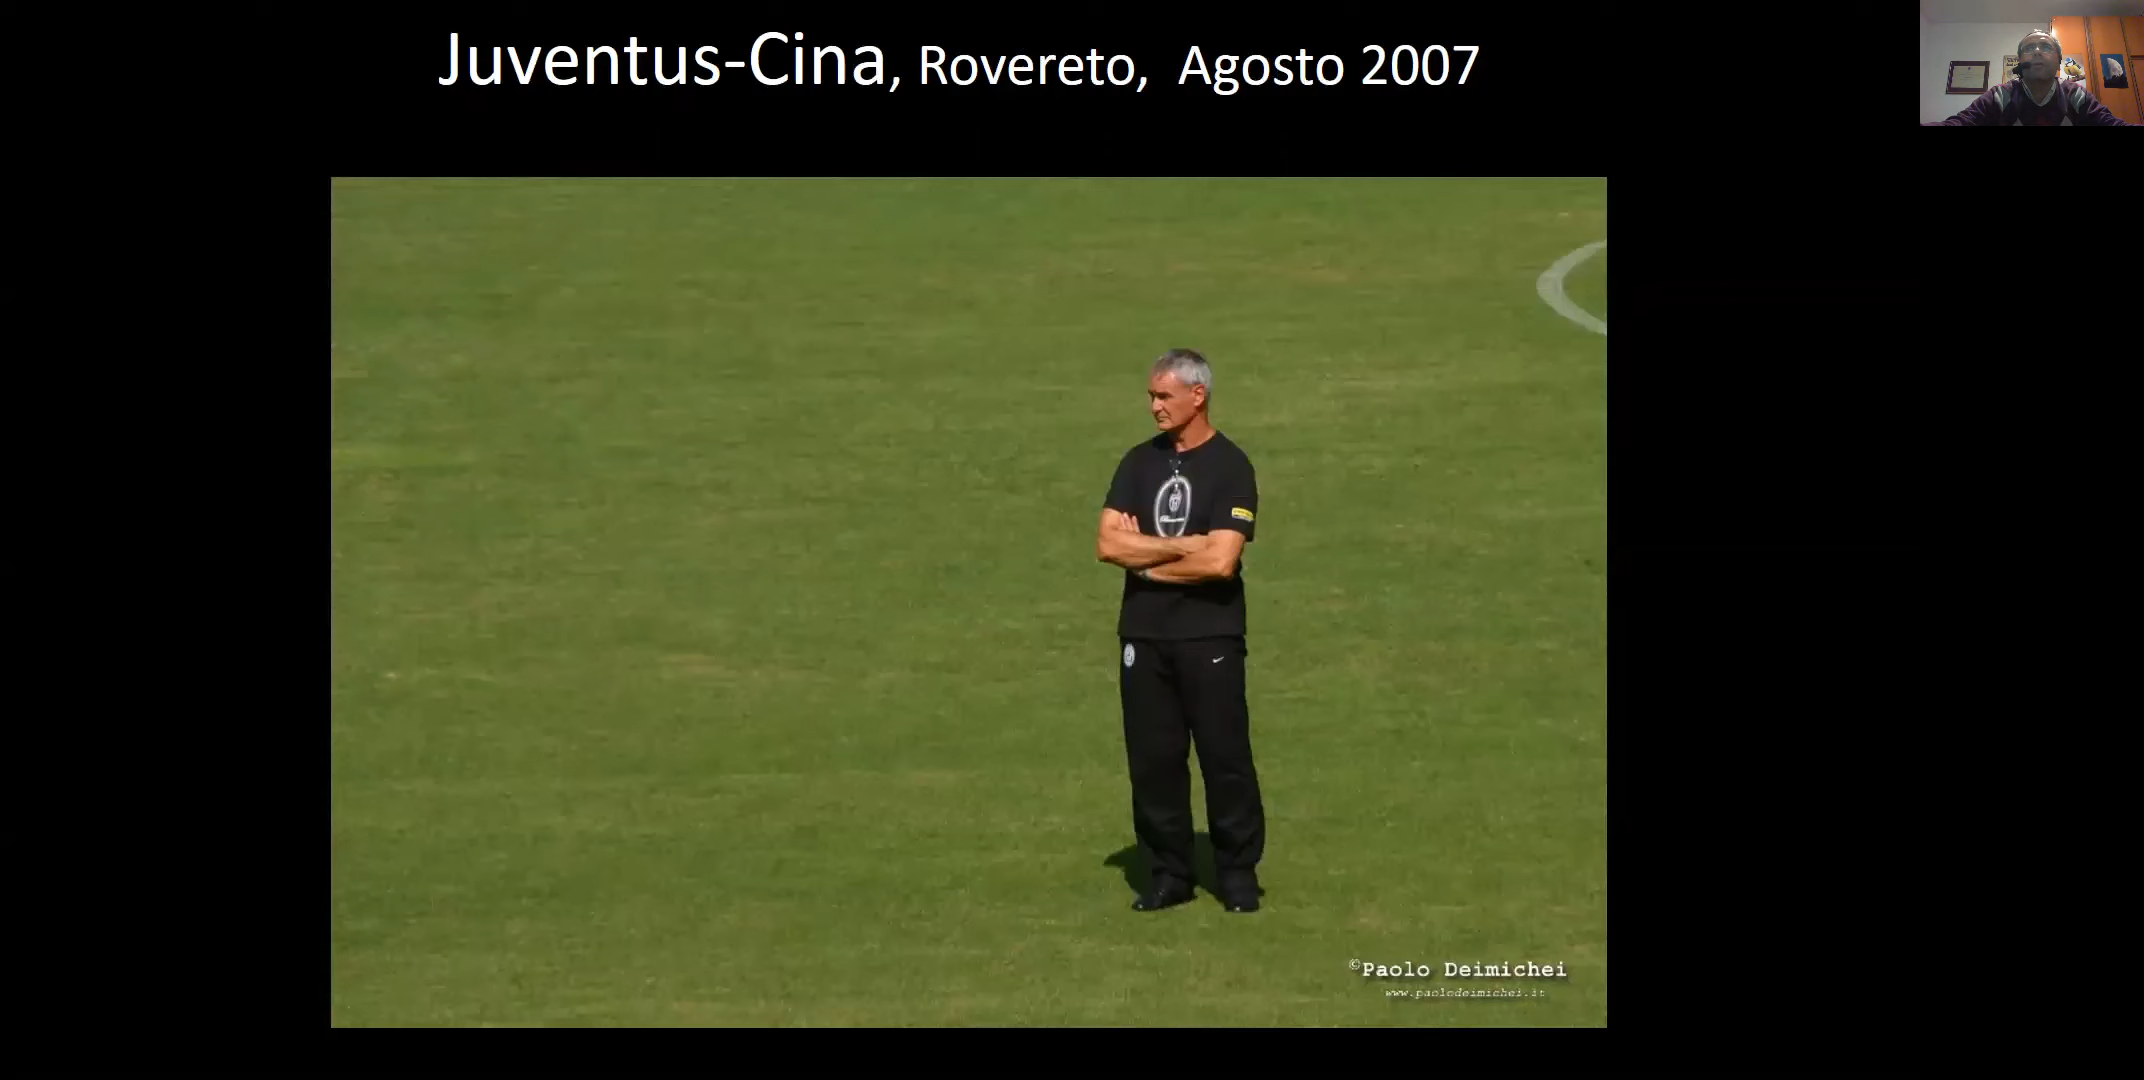 Juventus-Cina, Rovereto, Agosto 2007
©Paolo Deimichei
www.paolodeimichei.it